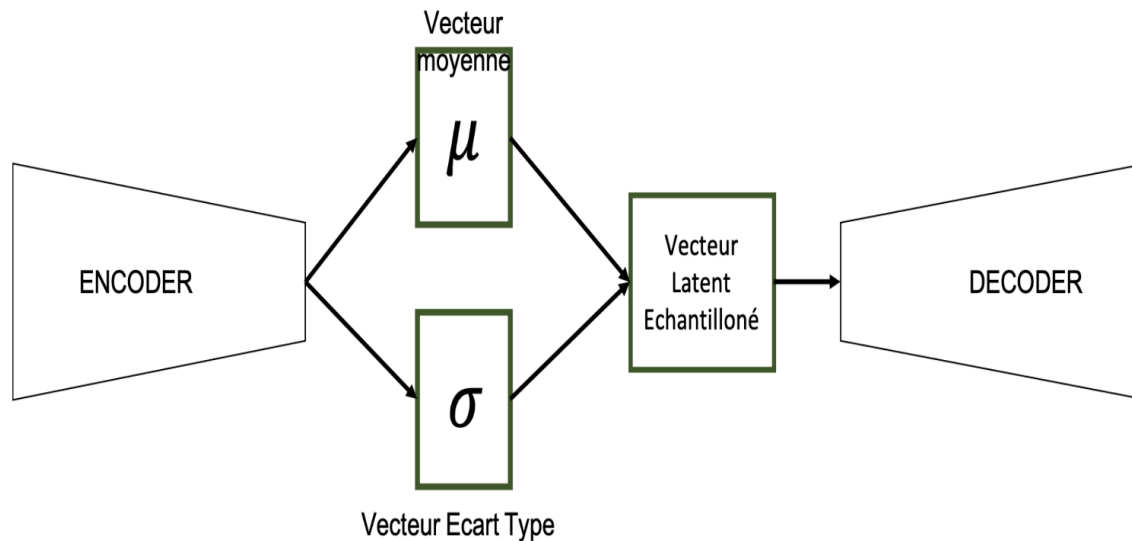 Vecteur
moyenne
μ
ENCODER
Vecteur
Latent
Echantilloné
DECODER
σ
Vecteur Ecart Type